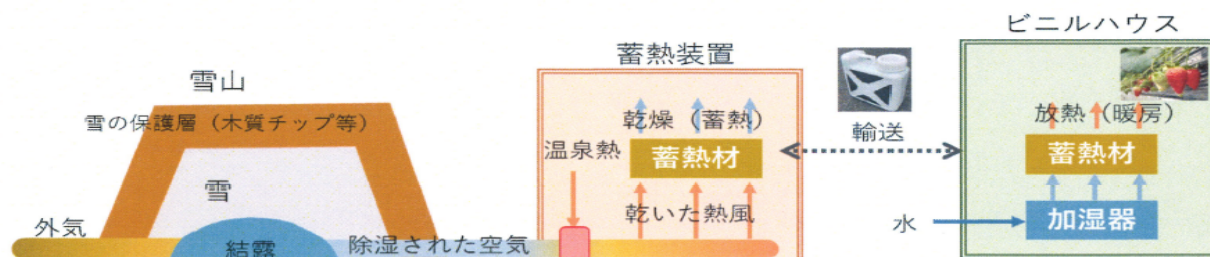 ビニルハウス
蓄熱装置
雪山
雪の保護層（木質チップ等）
乾燥（蓄熱）
放熱（暖房）
輸送
温泉熱
蓄熱材
蓄熱材
雪
乾いた熱風
外気
水
加湿器
結露
除湿された空気